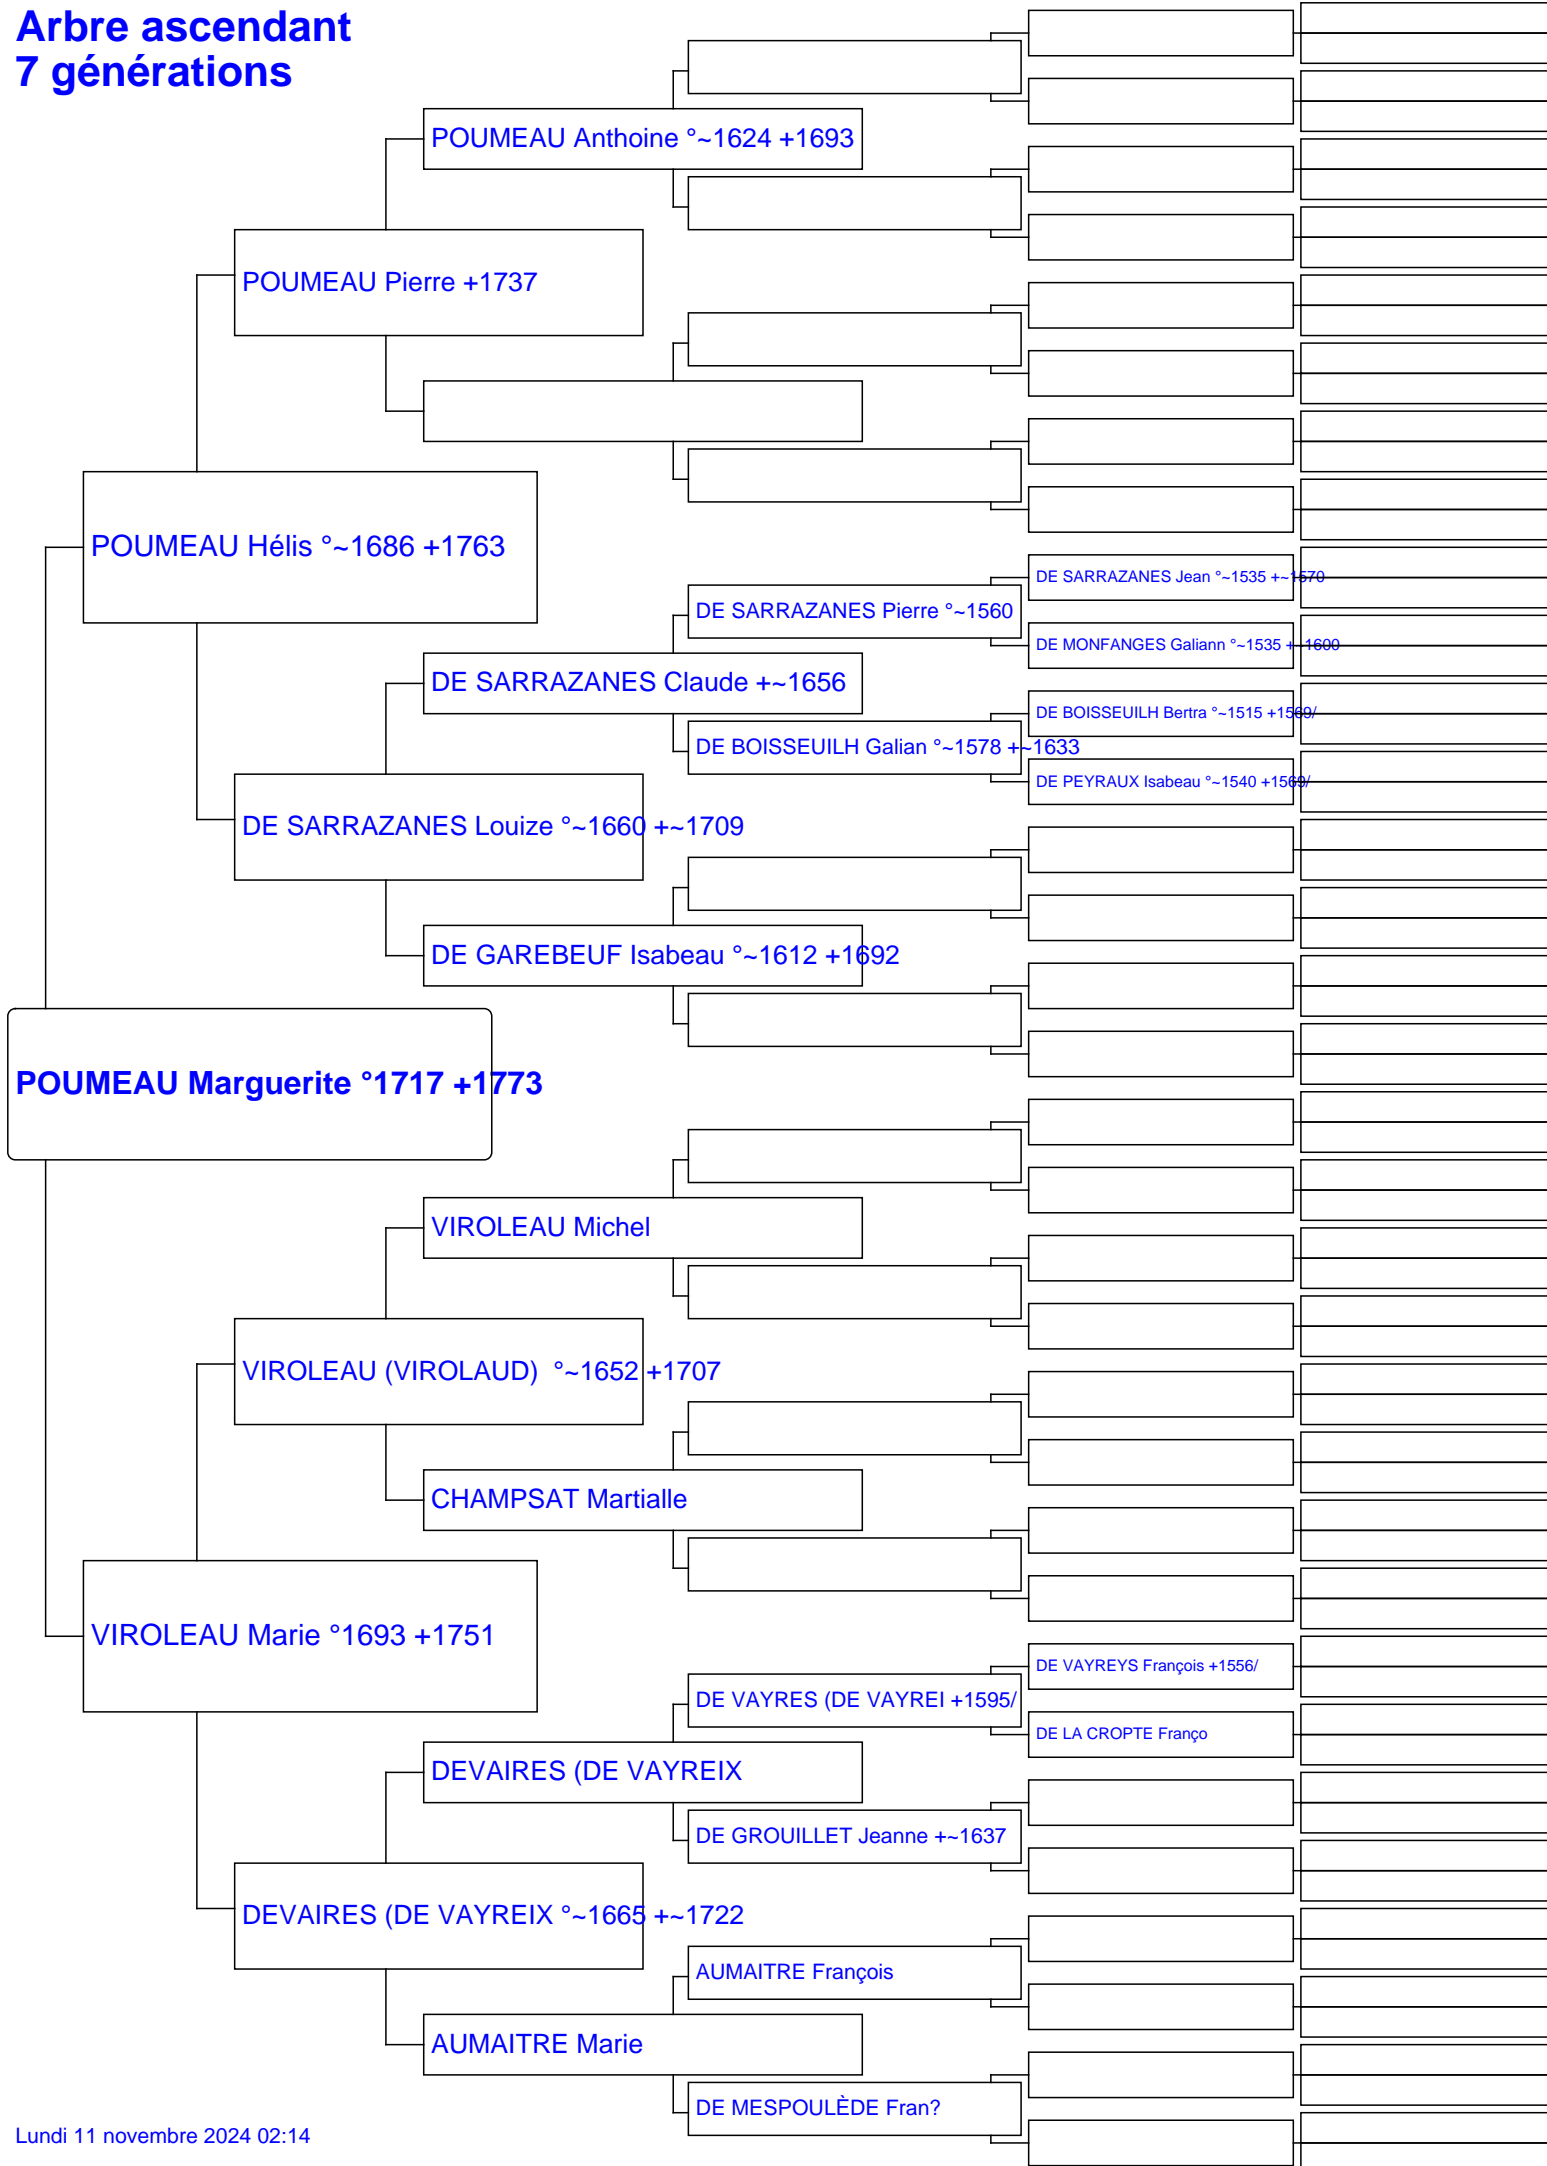 Arbre ascendant
7 générations
POUMEAU Anthoine °~1624 +1693
POUMEAU Pierre +1737
POUMEAU Hélis °~1686 +1763
DE SARRAZANES Jean °~1535 +~1570
DE SARRAZANES Pierre °~1560
DE MONFANGES Galiann °~1535 +~1600
DE SARRAZANES Claude +~1656
DE BOISSEUILH Bertra °~1515 +1569/
DE BOISSEUILH Galian °~1578 +~1633
DE PEYRAUX Isabeau °~1540 +1569/
DE SARRAZANES Louize °~1660 +~1709
DE GAREBEUF Isabeau °~1612 +1692
POUMEAU Marguerite °1717 +1773
VIROLEAU Michel
VIROLEAU (VIROLAUD)  °~1652 +1707
CHAMPSAT Martialle
VIROLEAU Marie °1693 +1751
DE VAYREYS François +1556/
DE VAYRES (DE VAYREI +1595/
DE LA CROPTE Franço
DEVAIRES (DE VAYREIX
DE GROUILLET Jeanne +~1637
DEVAIRES (DE VAYREIX °~1665 +~1722
AUMAITRE François
AUMAITRE Marie
DE MESPOULÈDE Fran?
Lundi 11 novembre 2024 02:14